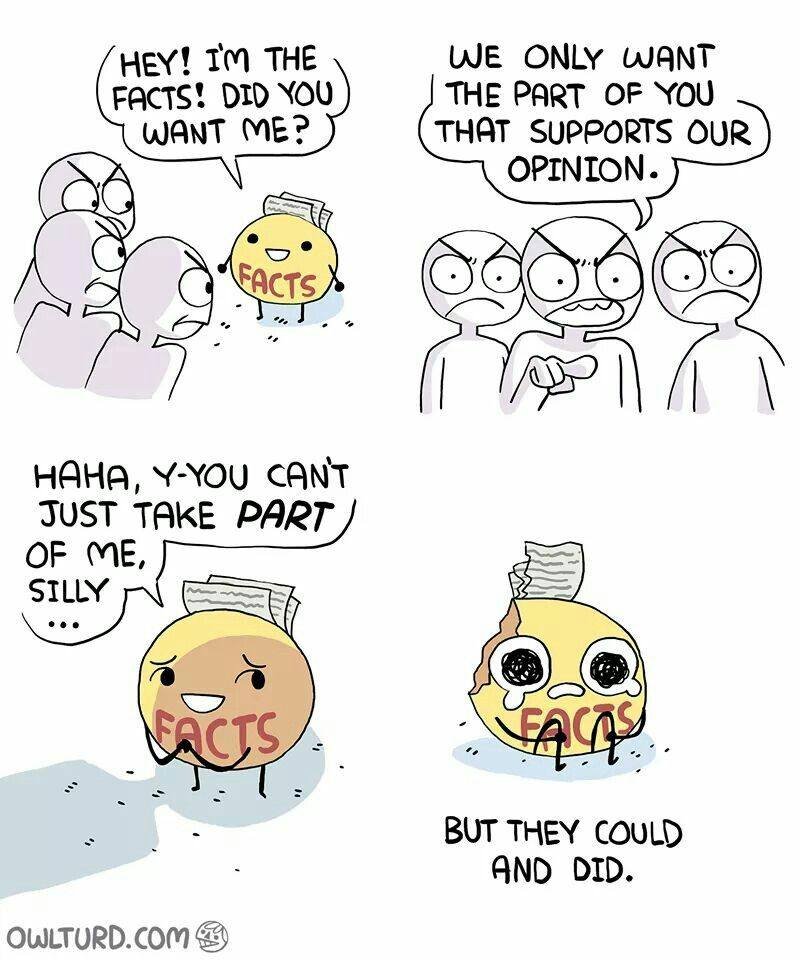 HEY! I'M THE
FACTS! DID YOU
WANT ME?
FACTS
WE ONLY WANT
THE PART OF YOU
THAT SUPPORTS OUR
OPINION.
HAHA, Y-YOU CAN'T
JUST TAKE PART
OF ME,
SILLY
...
FACTS
FACTS
BUT THEY COULD
AND DID.
OWLTURD.COM